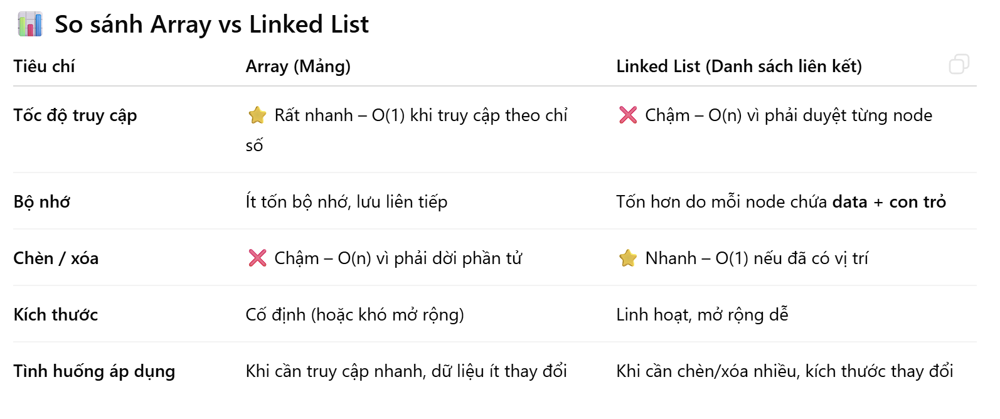 So sánh Array vs Linked List
Tiêu chí	Array (Mảng)	Linked List (Danh sách liên kết)
Tốc độ truy cập	⭐ Rất nhanh – O(1) khi truy cập theo chỉ số	❌ Chậm – O(n) vì phải duyệt từng node
Bộ nhớ	Ít tốn bộ nhớ, lưu liên tiếp	Tốn hơn do mỗi node chứa data + con trỏ
Chèn / xóa	❌ Chậm – O(n) vì phải dời phần tử	⭐ Nhanh – O(1) nếu đã có vị trí
Kích thước	Cố định (hoặc khó mở rộng)	Linh hoạt, mở rộng dễ
Tình huống áp dụng	Khi cần truy cập nhanh, dữ liệu ít thay đổi	Khi cần chèn/xóa nhiều, kích thước thay đổi